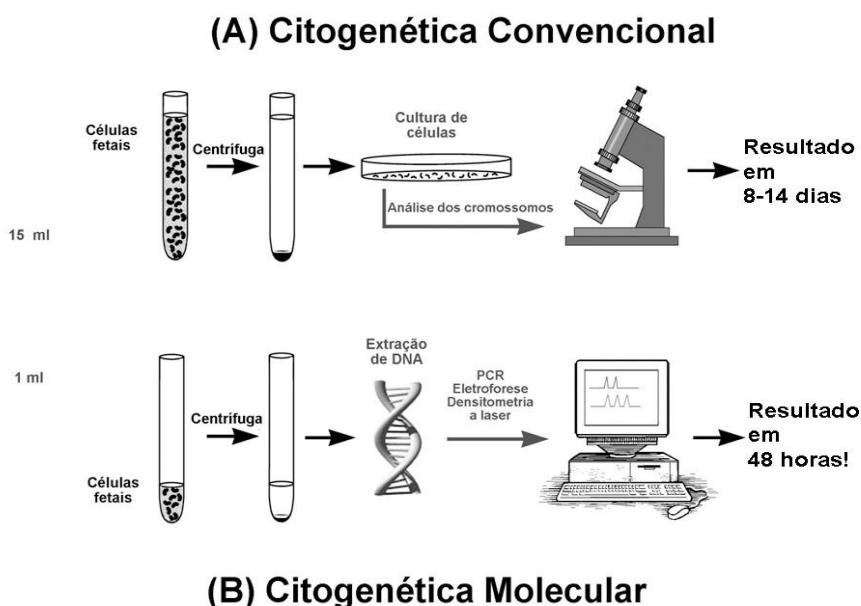 (A) Citogenética Convencional
Células
fetais
Centrífuga
Cultura de
células
Análise dos cromossomos
Resultado
em
8-14 dias
15 ml
1 ml
Células
fetais
Centrífuga
Extração
de DNA
PCR
Eletroforese
Densitometria
a laser
Resultado
em
48 horas!
(B) Citogenética Molecular